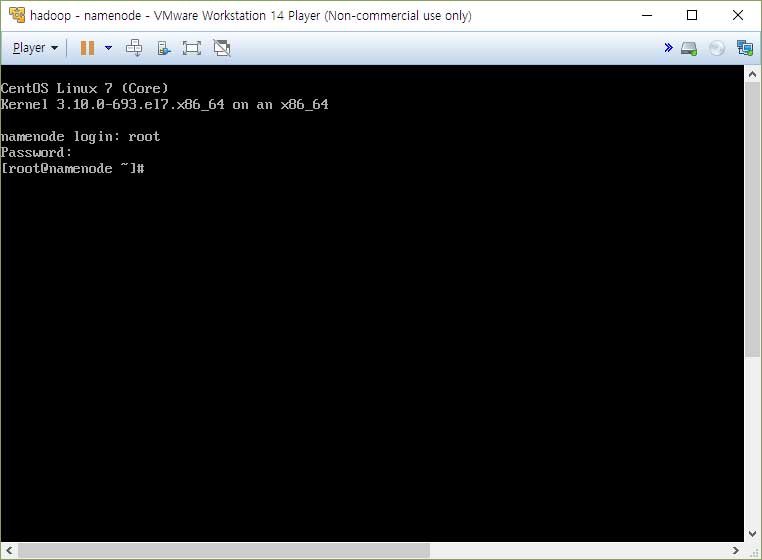 hadoop - namenode - VMware Workstation 14 Player (Non-commercial use only)
Player
CentOS Linux 7 (Core)
Kernel 3.10.0-693.el7.x86_64 on an x86_64
namenode login: root
Password:
[root@namenode ~]#